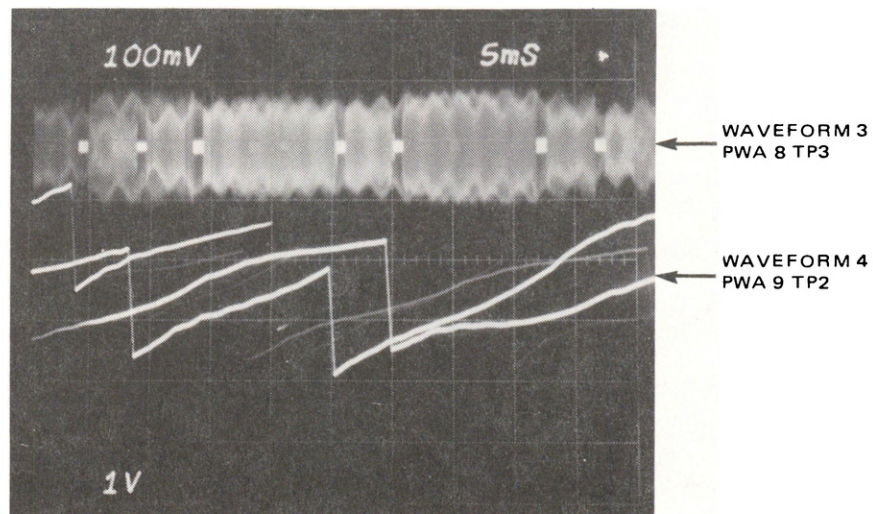 100mV 5mS
WAVEFORM 3
PWA 8 TP3
WAVEFORM 4
PWA 9 TP2
1V